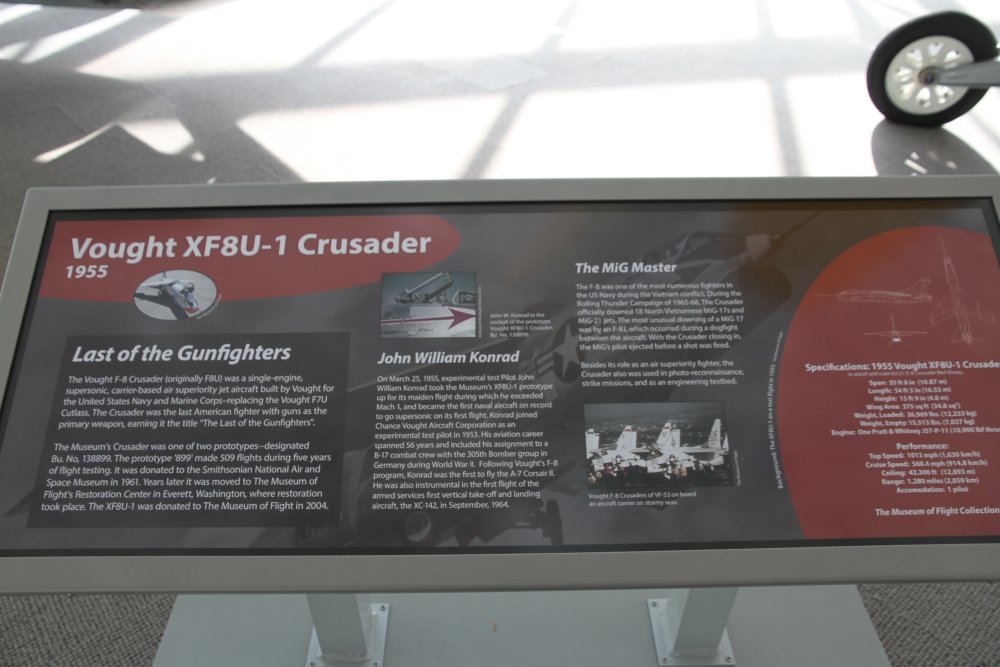 Vought XF8U-1 Crusader
1955
Last of the Gunfighters
The Vought F-8 Crusader (originally F8U) was a single-engine,
supersonic, carrier-based air superiority jet aircraft built by Vought for
the United States Navy and Marine Corps--replacing the Vought F7U
Cutlass. The Crusader was the last American fighter with guns as the
primary weapon, earning it the title "The Last of the Gunfighters".
The Museum's Crusader was one of two prototypes--designated
Bu. No, 138899. The prototype '899' made 509 flights during five years
of flight testing. It was donated to the Smithsonian National Air and
Space Museum in 1961. Years later it was moved to The Museum of
Flight's Restoration Center in Everett, Washington, where restoration
took place. The XF8U-1 was donated to The Museum of Flight in 2004.
John W. Konrad in the
cockpit of the prototype
Vought XF8U-1 Crusader,
Bu. No. 138899.
John William Konrad
On March 25, 1955, experimental test Pilot John
William Konrad took the Museum's XF8U-1 prototype
up for its maiden flight during which he exceeded
Mach 1, and became the first naval aircraft on record
to go supersonic on its first flight. Konrad joined
Chance Vought Aircraft Corporation as an
experimental test pilot in 1953. His aviation career
spanned 56 years and included his assignment to a
B-17 combat crew with the 305th Bomber group in
Germany during World War II. Following Vought's F-8
program, Konrad was the first to fly the A-7 Corsair II.
He was also instrumental in the first flight of the
armed services first vertical take-off and landing
aircraft, the XC-142, in September, 1964.
The MiG Master
The F-8 was one of the most numerous fighters in
the US Navy during the Vietnam conflict. During the
Rolling Thunder Campaign of 1965-68, The Crusader
officially downed 18 North Vietnamese MiG-17s and
MiG-21 jets. The most unusual downing of a MiG 17
was by an F-8J, which occurred during a dogfight
between the aircraft. With the Crusader closing in,
the MiG's pilot ejected before a shot was fired.
Besides its role as an air superiority fighter, the
Crusader also was used in photo-reconnaissance,
strike missions, and as an engineering testbed.
Vought F-8 Crusaders of VF-53 on board
an aircraft carrier on stormy seas.
Background: The XF8U-1 on a test flight in 1955.
Specifications: 1955 Vought XF8U-1 Crusader
Span: 35 ft 8 in (10.87 m)
Length: 54 ft 3 in (16.53 m)
Height: 15 ft 9 in (4.8 m)
Wing Area: 375 sq ft (34.8 sq²)
Weight, Loaded: 26,969 lbs. (12,233 kg)
Weight, Empty: 15,513 lbs. (7,037 kg)
Engine: One Pratt & Whitney J57-P-11 (10,900 lbd thrust
Performance:
Top Speed: 1013 mph (1,630 km/h)
Cruise Speed: 568.4 mph (914.8 km/h)
Ceiling: 42,300 ft (12,893 m)
Range: 1,280 miles (2,059 km)
Accomodation: 1 pilot
The Museum of Flight Collection